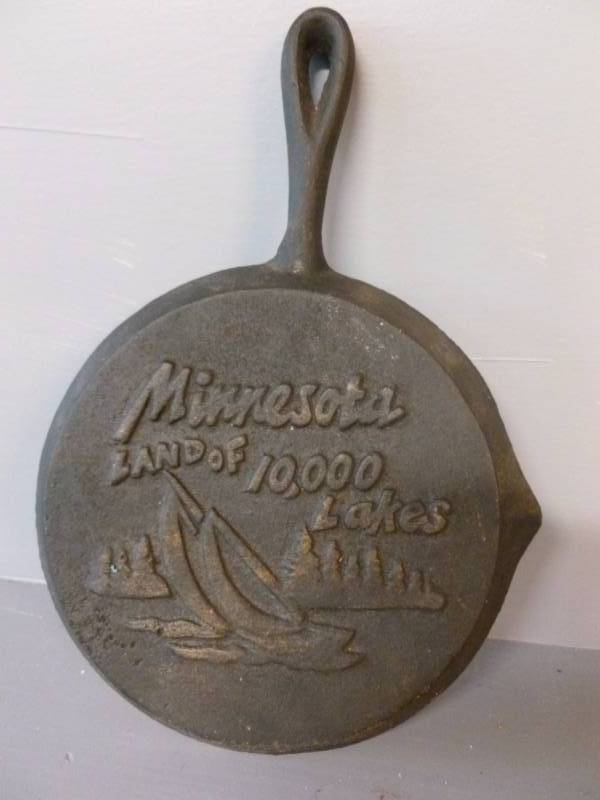 Minnesota
LAND OF 10,000
Lakes